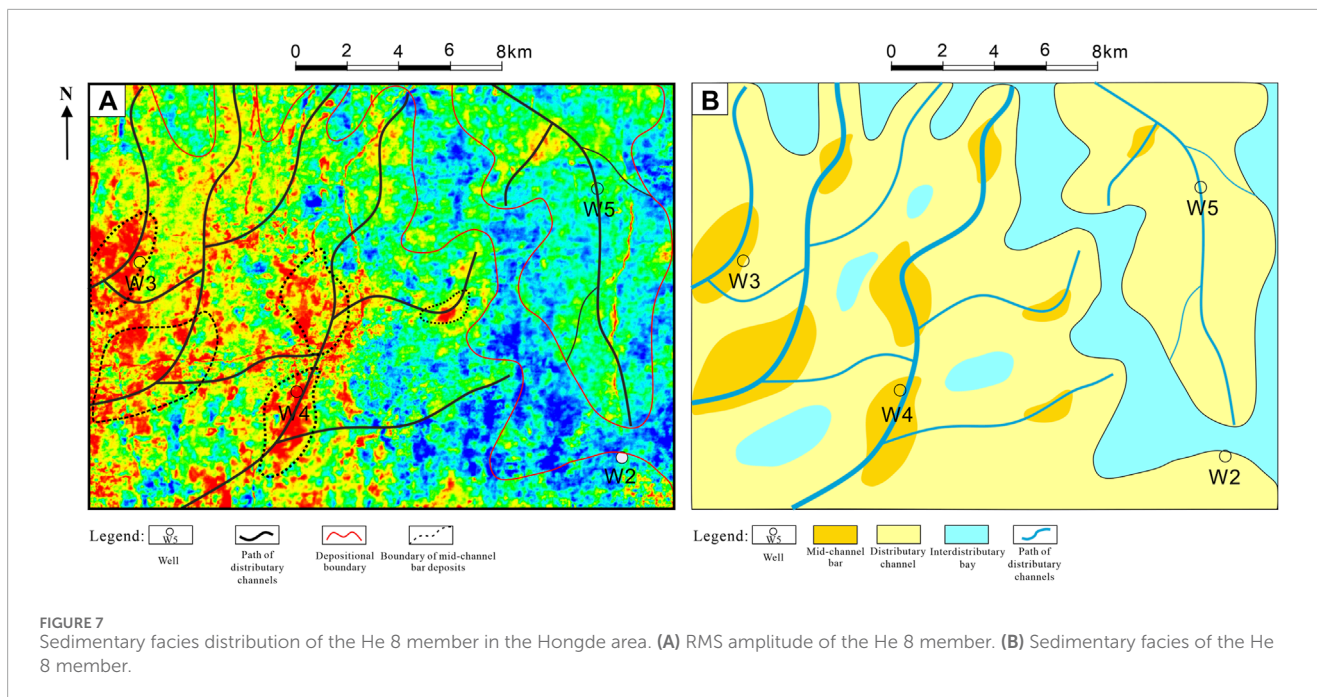 0 2 4 6 8km
0 2 4 6 8km
N
A
W3
W4
W5
W2
B
W3
W4
W5
W2
Legend:
W5
Well
Path of
distributary
channels
Depositional
boundary
Boundary of mid-channel
bar deposits
Legend:
W5
Well
Mid-channel
bar
Distributary
channel
Interdistributary
bay
Path of
distributary
channels
FIGURE 7
Sedimentary facies distribution of the He 8 member in the Hongde area. (A) RMS amplitude of the He 8 member. (B) Sedimentary facies of the He
8 member.